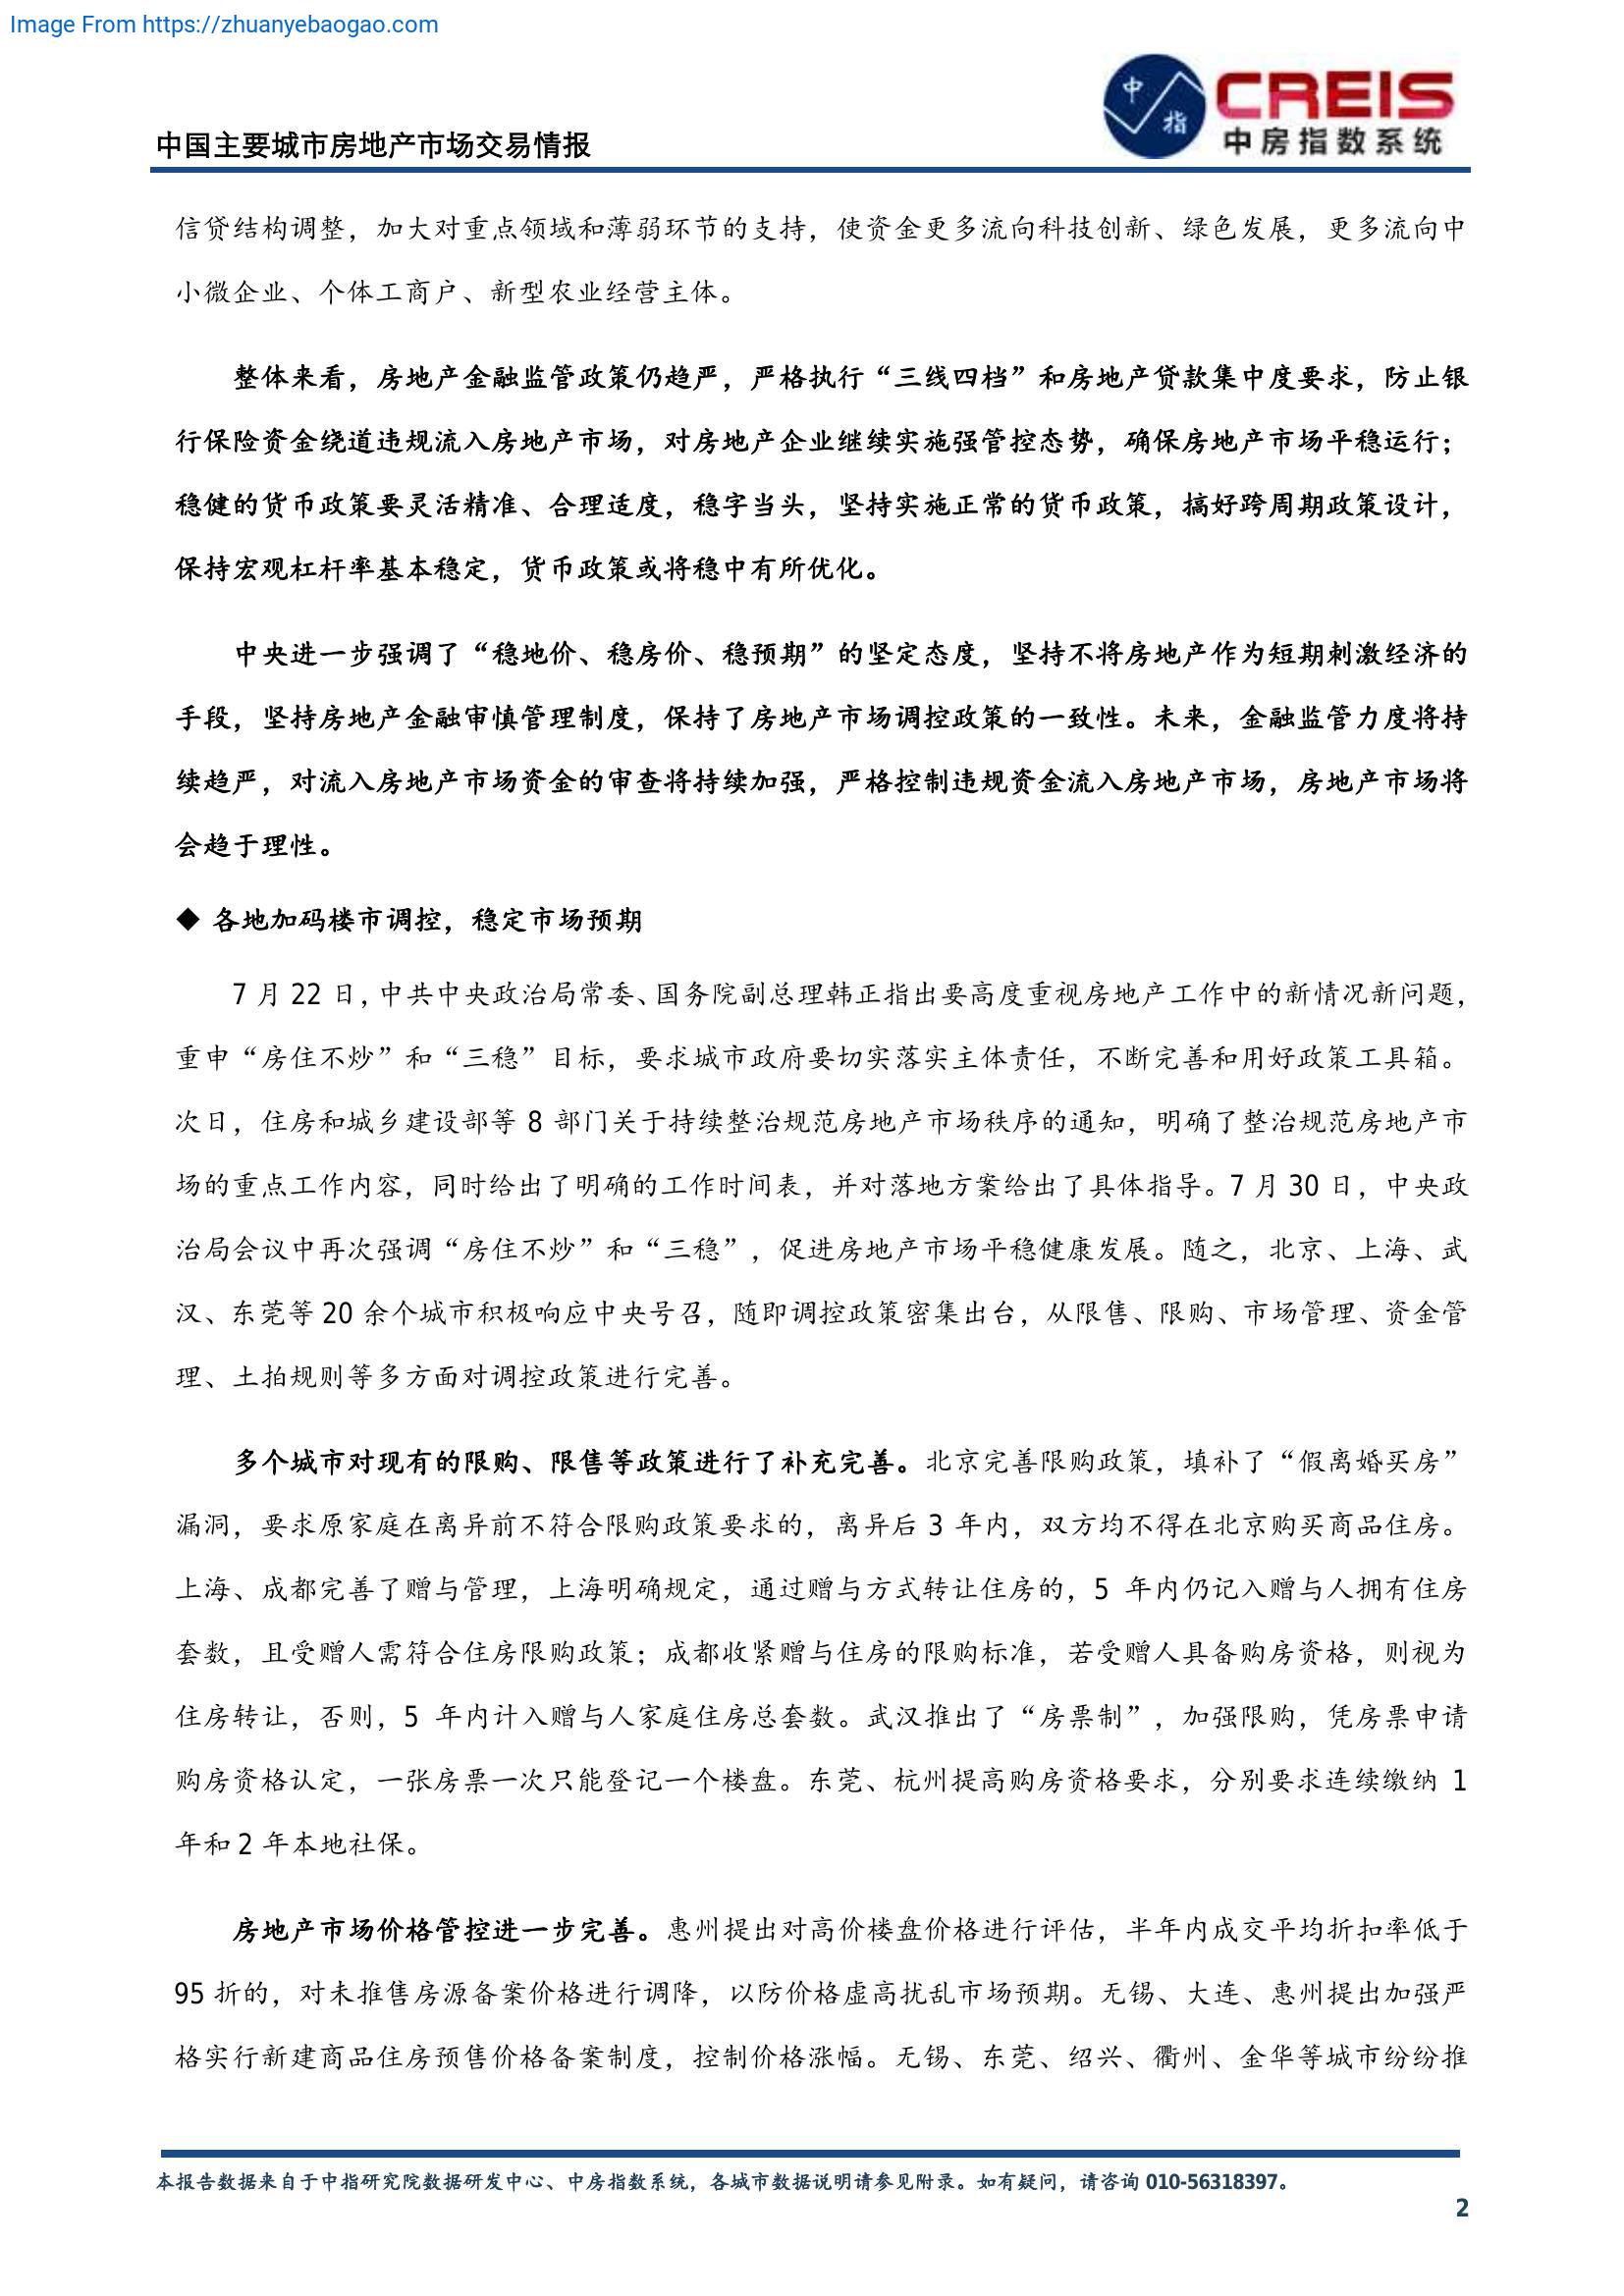 Image From https://zhuanyebaogao.com
中指
CREIS
中房指数系统
中国主要城市房地产市场交易情报
信贷结构调整，加大对重点领域和薄弱环节的支持，使资金更多流向科技创新、绿色发展，更多流向中
小微企业、个体工商户、新型农业经营主体。
整体来看，房地产金融监管政策仍趋严，严格执行“三线四档”和房地产贷款集中度要求，防止银
行保险资金绕道违规流入房地产市场，对房地产企业继续实施强管控态势，确保房地产市场平稳运行；
稳健的货币政策要灵活精准、合理适度，稳字当头，坚持实施正常的货币政策，搞好跨周期政策设计，
保持宏观杠杆率基本稳定，货币政策或将稳中有所优化。
中央进一步强调了“稳地价、稳房价、稳预期”的坚定态度，坚持不将房地产作为短期刺激经济的
手段，坚持房地产金融审慎管理制度，保持了房地产市场调控政策的一致性。未来，金融监管力度将持
续趋严，对流入房地产市场资金的审查将持续加强，严格控制违规资金流入房地产市场，房地产市场将
会趋于理性。
◆ 各地加码楼市调控，稳定市场预期
7 月 22 日，中共中央政治局常委、国务院副总理韩正指出要高度重视房地产工作中的新情况新问题，
重申“房住不炒”和“三稳”目标，要求城市政府要切实落实主体责任，不断完善和用好政策工具箱。
次日，住房和城乡建设部等 8 部门关于持续整治规范房地产市场秩序的通知，明确了整治规范房地产市
场的重点工作内容，同时给出了明确的工作时间表，并对落地方案给出了具体指导。7 月 30 日，中央政
治局会议中再次强调“房住不炒”和“三稳”，促进房地产市场平稳健康发展。随之，北京、上海、武
汉、东莞等 20 余个城市积极响应中央号召，随即调控政策密集出台，从限售、限购、市场管理、资金管
理、土拍规则等多方面对调控政策进行完善。
多个城市对现有的限购、限售等政策进行了补充完善。北京完善限购政策，填补了“假离婚买房”
漏洞，要求原家庭在离异前不符合限购政策要求的，离异后 3 年内，双方均不得在北京购买商品住房。
上海、成都完善了赠与管理，上海明确规定，通过赠与方式转让住房的，5 年内仍记入赠与人拥有住房
套数，且受赠人需符合住房限购政策；成都收紧赠与住房的限购标准，若受赠人具备购房资格，则视为
住房转让，否则，5 年内计入赠与人家庭住房总套数。武汉推出了“房票制”，加强限购，凭房票申请
购房资格认定，一张房票一次只能登记一个楼盘。东莞、杭州提高购房资格要求，分别要求连续缴纳 1
年和 2 年本地社保。
房地产市场价格管控进一步完善。惠州提出对高价楼盘价格进行评估，半年内成交平均折扣率低于
95 折的，对未推售房源备案价格进行调降，以防价格虚高扰乱市场预期。无锡、大连、惠州提出加强严
格实行新建商品住房预售价格备案制度，控制价格涨幅。无锡、东莞、绍兴、衢州、金华等城市纷纷推
本报告数据来自于中指研究院数据研发中心、中房指数系统，各城市数据说明请参见附录。如有疑问，请咨询 010-56318397。
2